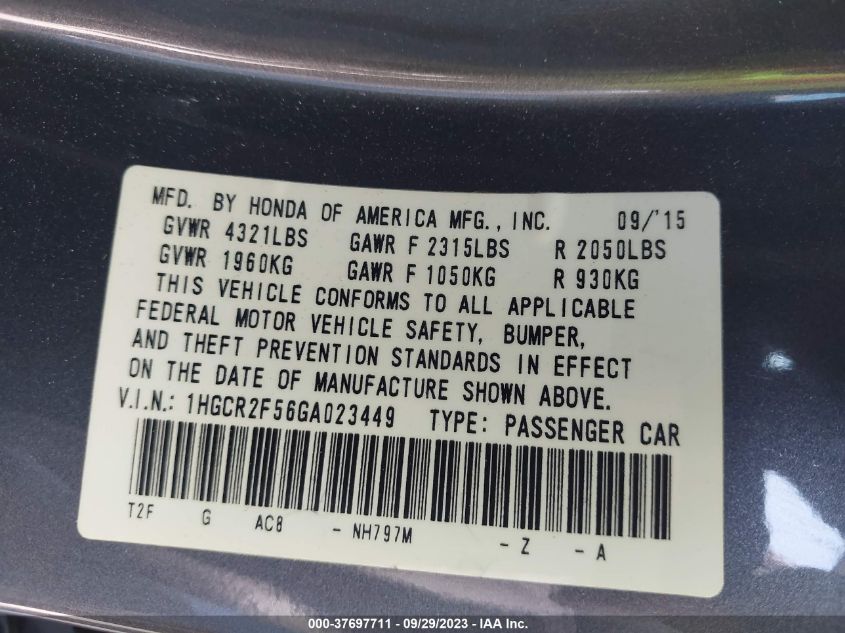 MFD. BY HONDA OF AMERICA MFG., INC. 09/'15
GVWR 4321LBS GAWR F 2315LBS R 2050LBS
GVWR 1960KG GAWR F 1050KG R 930KG
THIS VEHICLE CONFORMS TO ALL APPLICABLE
FEDERAL MOTOR VEHICLE SAFETY, BUMPER,
AND THEFT PREVENTION STANDARDS IN EFFECT
ON THE DATE OF MANUFACTURE SHOWN ABOVE.
V.I.N.: 1HGCR2F56GA023449 TYPE: PASSENGER CAR
T2F G AC8 - NH797M - Z - A
000-37697711 - 09/29/2023 - IAA Inc.